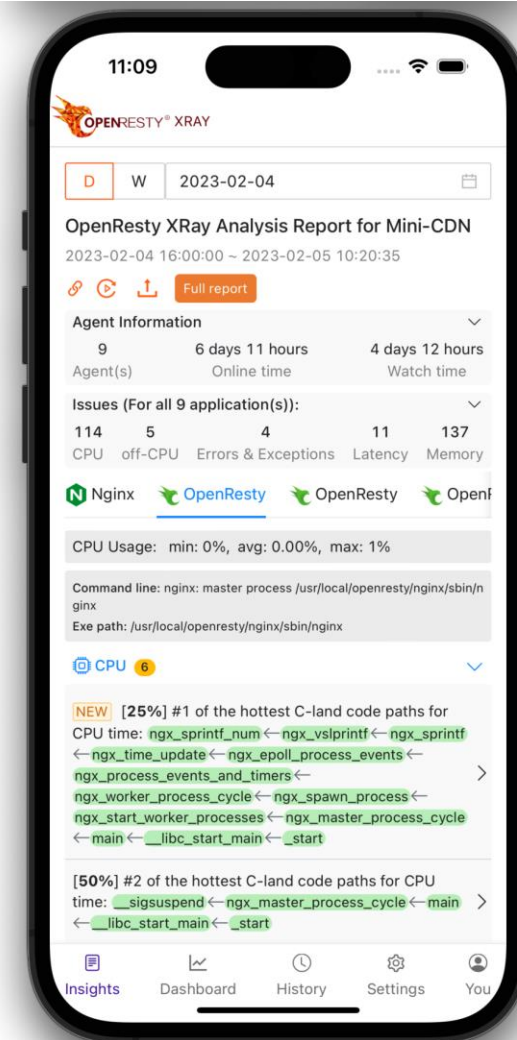 11:09
OPENRESTY® XRAY
D W 2023-02-04
OpenResty XRay Analysis Report for Mini-CDN
2023-02-04 16:00:00 ~ 2023-02-05 10:20:35
Full report
Agent Information
9 6 days 11 hours 4 days 12 hours
Agent(s) Online time Watch time
Issues (For all 9 application(s)):
114 5 4 11 137
CPU off-CPU Errors & Exceptions Latency Memory
Nginx OpenResty OpenResty OpenR
CPU Usage: min: 0%, avg: 0.00%, max: 1%
Command line: nginx: master process /usr/local/openresty/nginx/sbin/n
ginx
Exe path: /usr/local/openresty/nginx/sbin/nginx
CPU 6
NEW [25%] #1 of the hottest C-land code paths for
CPU time: ngx_sprintf_num←ngx_vslprintf←ngx_sprintf
←ngx_time_update←ngx_epoll_process_events←
ngx_process_events_and_timers←
ngx_worker_process_cycle←ngx_spawn_process←
ngx_start_worker_processes←ngx_master_process_cycle
←main←__libc_start_main←_start
[50%] #2 of the hottest C-land code paths for CPU
time: __sigsuspend←ngx_master_process_cycle←main
←__libc_start_main←_start
Insights Dashboard History Settings You